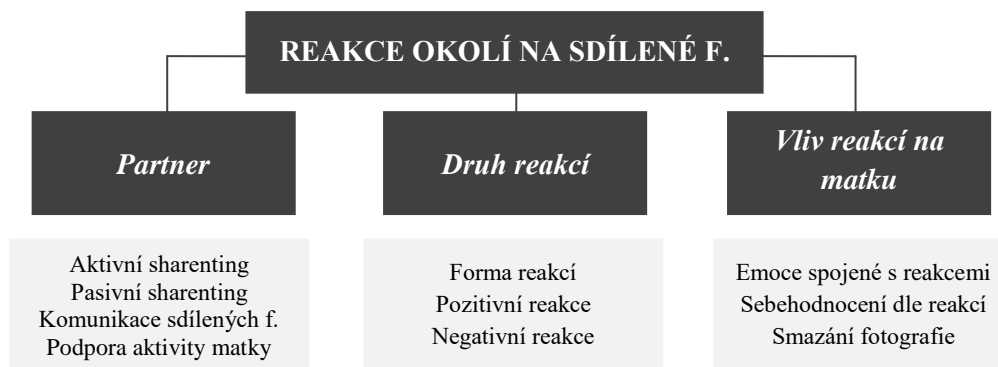 REAKCE OKOLÍ NA SDÍLENÉ F.
Partner
Aktivní sharenting
Pasivní sharenting
Komunikace sdílených f.
Podpora aktivity matky
Druh reakcí
Forma reakcí
Pozitivní reakce
Negativní reakce
Vliv reakcí na
matku
Emoce spojené s reakcemi
Sebehodnocení dle reakcí
Smazání fotografie